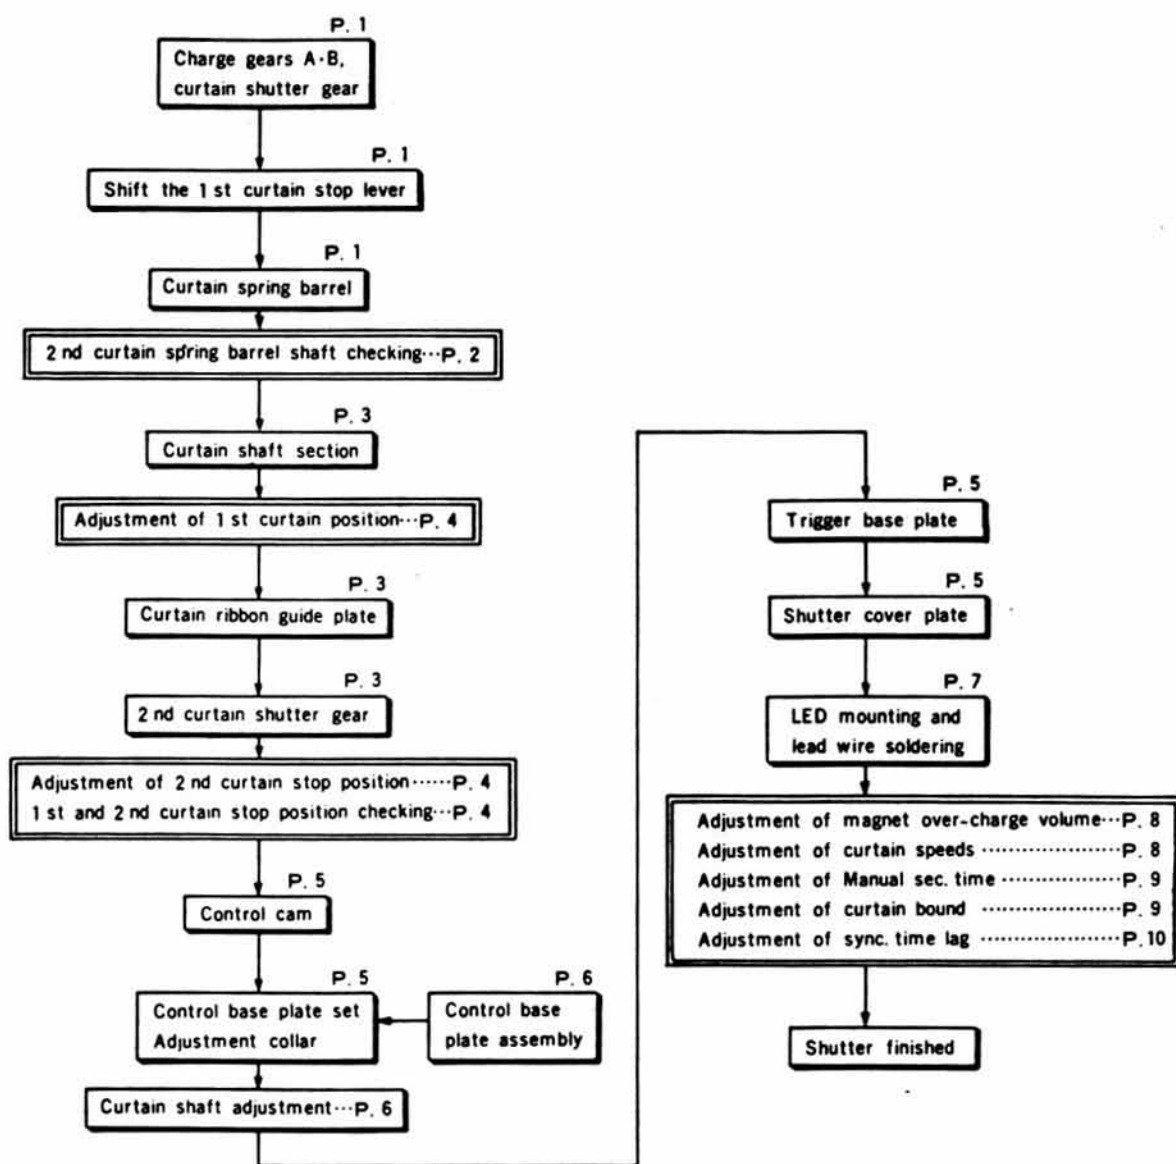 P. 1
Charge gears A·B,
curtain shutter gear
P. 1
Shift the 1st curtain stop lever
P. 1
Curtain spring barrel
2nd curtain spring barrel shaft checking···P. 2
P. 3
Curtain shaft section
Adjustment of 1st curtain position···P. 4
P. 3
Curtain ribbon guide plate
P. 3
2nd curtain shutter gear
Adjustment of 2nd curtain stop position······P. 4
1st and 2nd curtain stop position checking···P. 4
P. 5
Control cam
P. 5
Control base plate set
Adjustment collar
P. 6
Control base
plate assembly
Curtain shaft adjustment···P. 6
P. 5
Trigger base plate
P. 5
Shutter cover plate
P. 7
LED mounting and
lead wire soldering
Adjustment of magnet over-charge volume···P. 8
Adjustment of curtain speeds ··················P. 8
Adjustment of Manual sec. time ···············P. 9
Adjustment of curtain bound ··················P. 9
Adjustment of sync. time lag ··················P. 10
Shutter finished